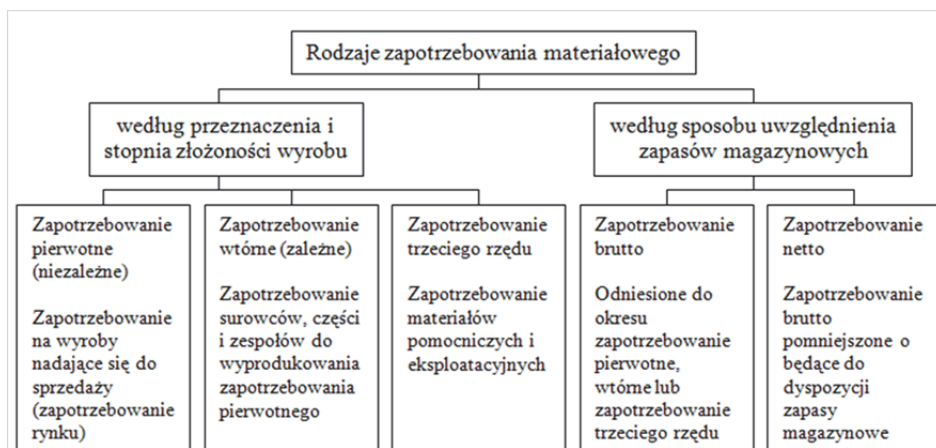 Rodzaje zapotrzebowania materiałowego
według przeznaczenia i
stopnia złożoności wyrobu
według sposobu uwzględnienia
zapasów magazynowych
Zapotrzebowanie
pierwotne
(niezależne)
Zapotrzebowanie
na wyroby
nadające się do
sprzedaży
(zapotrzebowanie
rynku)
Zapotrzebowanie
wtórne (zależne)
Zapotrzebowanie
surowców, części
i zespołów do
wyprodukowania
zapotrzebowania
pierwotnego
Zapotrzebowanie
trzeciego rzędu
Zapotrzebowanie
materiałów
pomocniczych i
eksploatacyjnych
Zapotrzebowanie
brutto
Odniesione do
okresu
zapotrzebowanie
pierwotne,
wtórne lub
zapotrzebowanie
trzeciego rzędu
Zapotrzebowanie
netto
Zapotrzebowanie
brutto
pomniejszone o
będące do
dyspozycji
zapasy
magazynowe